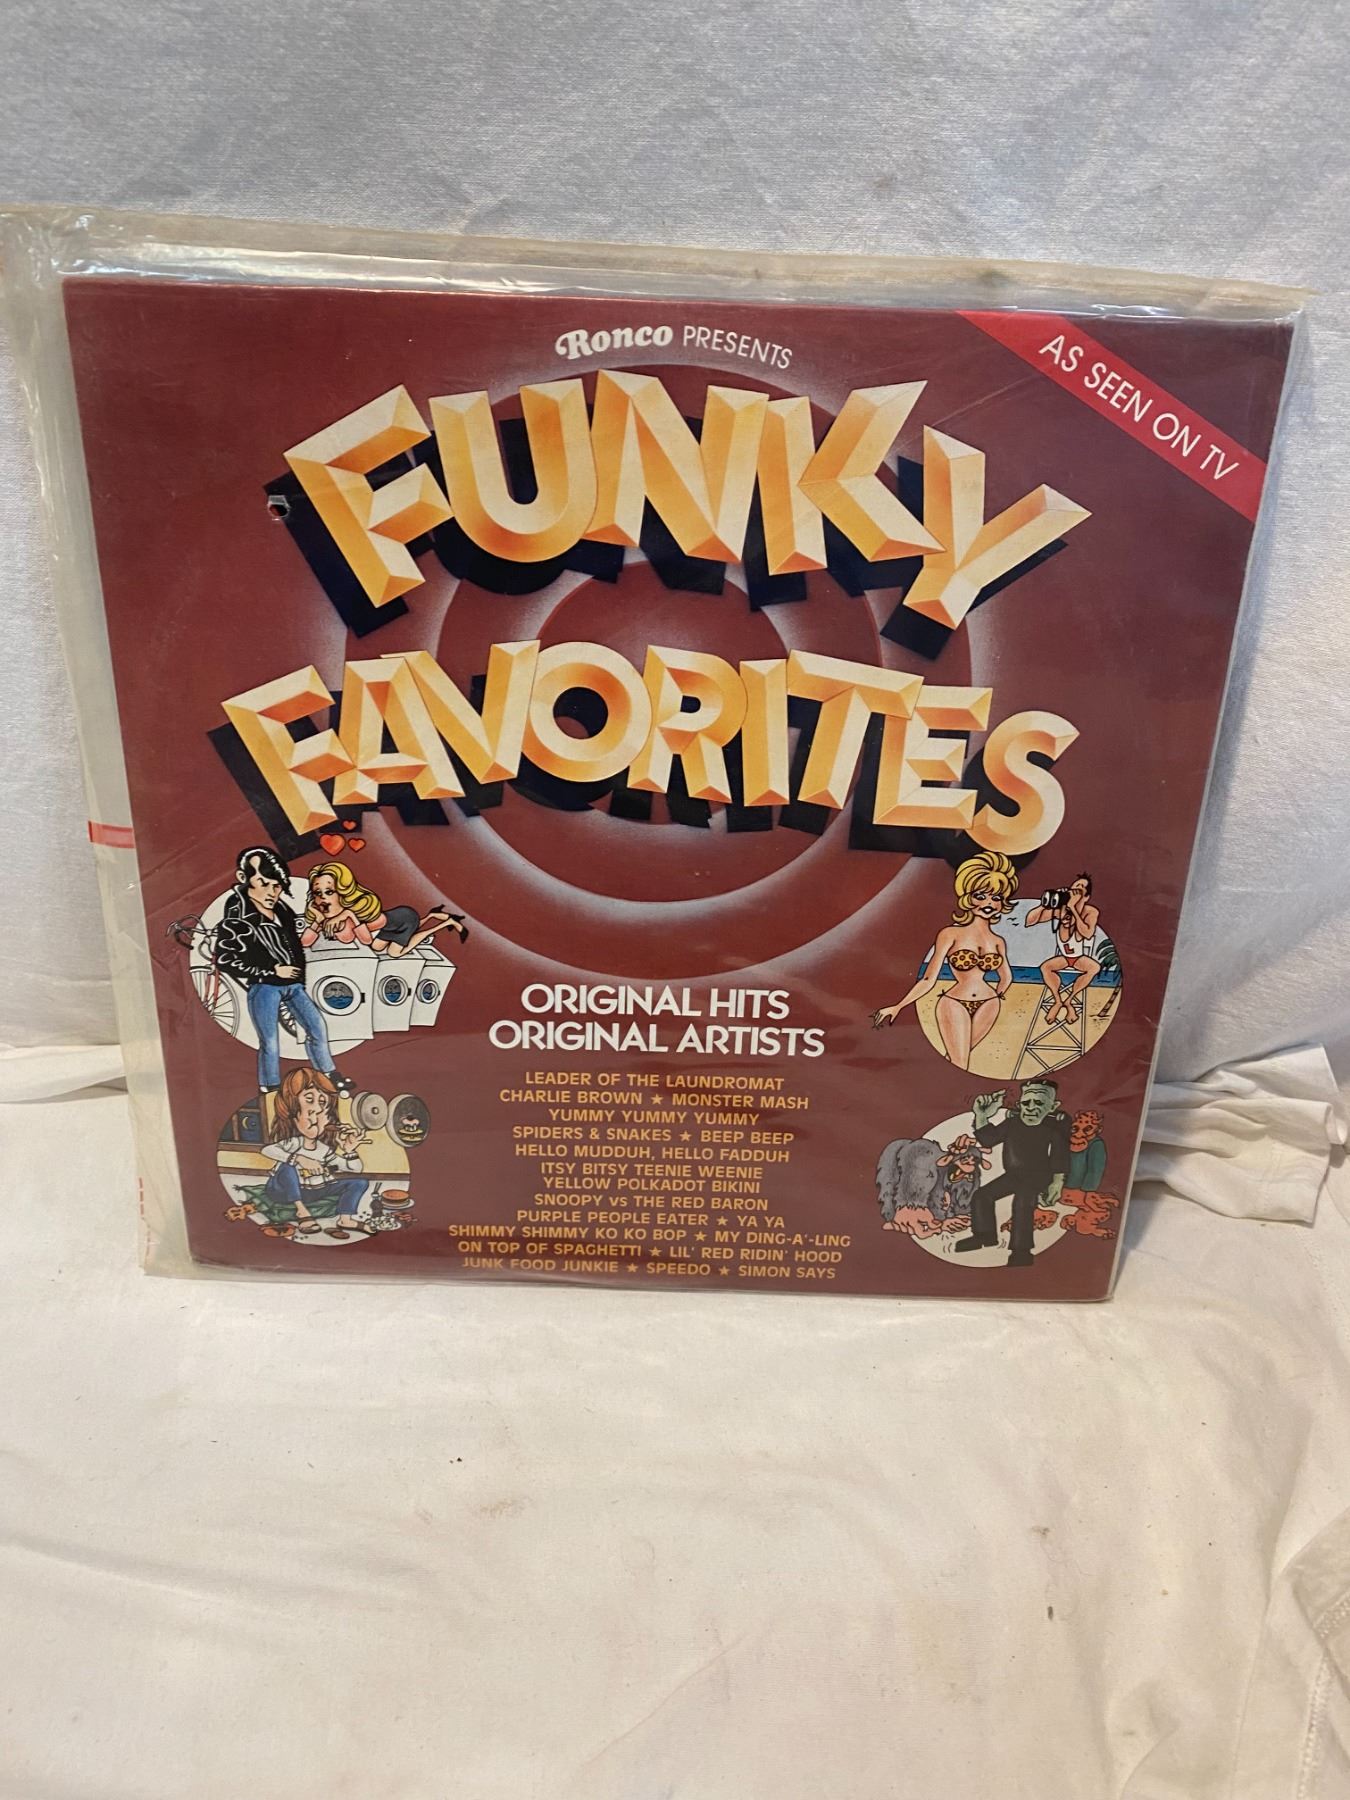 Ronco PRESENTS
AS SEEN ON TV
FUNKY
FAVORITES
ORIGINAL HITS
ORIGINAL ARTISTS
LEADER OF THE LAUNDROMAT
CHARLIE BROWN ★ MONSTER MASH
YUMMY YUMMY YUMMY
SPIDERS & SNAKES ★ BEEP BEEP
HELLO MUDDUH, HELLO FADDUH
ITSY BITSY TEENIE WEENIE
YELLOW POLKADOT BIKINI
SNOOPY vs THE RED BARON
PURPLE PEOPLE EATER ★ YA YA
SHIMMY SHIMMY KO KO BOP ★ MY DING-A'-LING
ON TOP OF SPAGHETTI ★ LIL' RED RIDIN' HOOD
JUNK FOOD JUNKIE ★ SPEEDO ★ SIMON SAYS
L